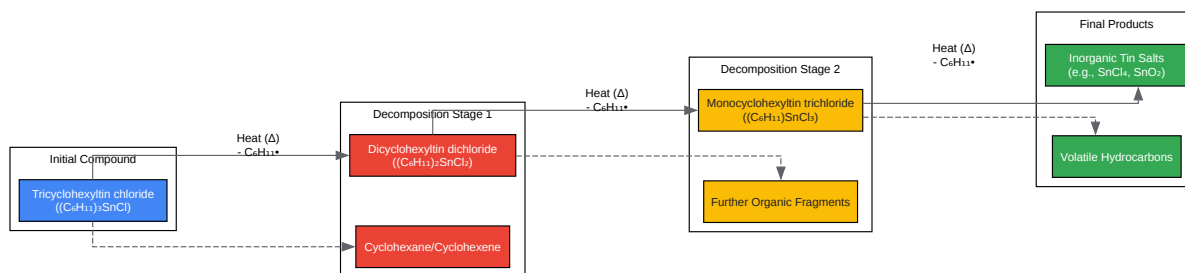 Initial Compound
Tricyclohexyltin chloride
((C₆H₁₁)₃SnCl)
Heat (Δ)
- C₆H₁₁•
Decomposition Stage 1
Dicyclohexyltin dichloride
((C₆H₁₁)₂SnCl₂)
Cyclohexane/Cyclohexene
Heat (Δ)
- C₆H₁₁•
Decomposition Stage 2
Monocyclohexyltin trichloride
((C₆H₁₁)SnCl₃)
Further Organic Fragments
Heat (Δ)
- C₆H₁₁•
Final Products
Inorganic Tin Salts
(e.g., SnCl₄, SnO₂)
Volatile Hydrocarbons